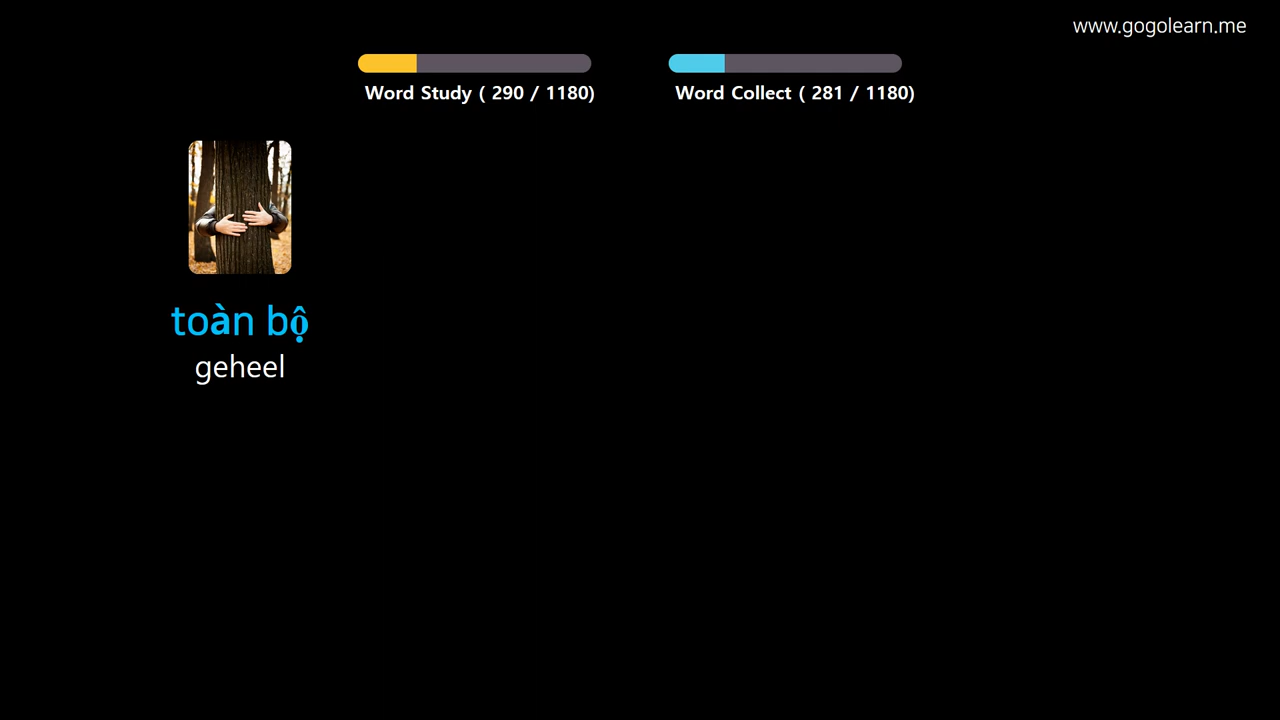 www.gogolearn.me
Word Study ( 290 / 1180)
Word Collect ( 281 / 1180)
toàn bộ
geheel